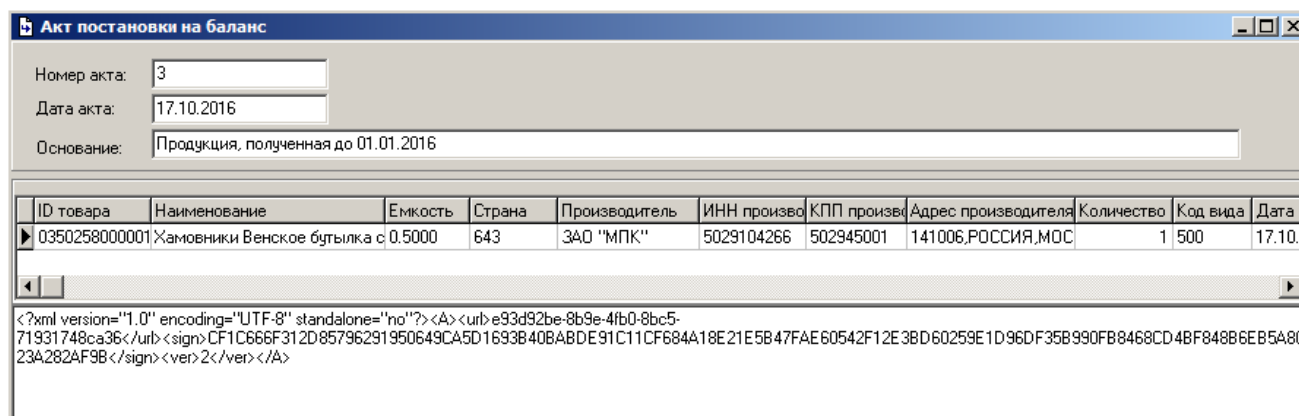 Акт постановки на баланс
Номер акта: 3
Дата акта: 17.10.2016
Основание: Продукция, полученная до 01.01.2016
ID товара Наименование Емкость Страна Производитель ИНН произво КПП произво Адрес производителя Количество Код вида Дата
0350258000001 Хамовники Венское бутылка с 0.5000 643 ЗАО "МПК" 5029104266 502945001 141006,РОССИЯ,МОС 1 500 17.10.
<?xml version="1.0" encoding="UTF-8" standalone="no"?><A><url>e93d92be-8b9e-4fb0-8bc5-
71931748ca36</url><sign>CF1C666F312D85796291950649CA5D1693B40BABDE91C11CF684A18E21E5B47FAE60542F12E3BD60259E1D96DF35B990FB8468CD4BF848B6EB5A80
23A282AF9B</sign><ver>2</ver></A>